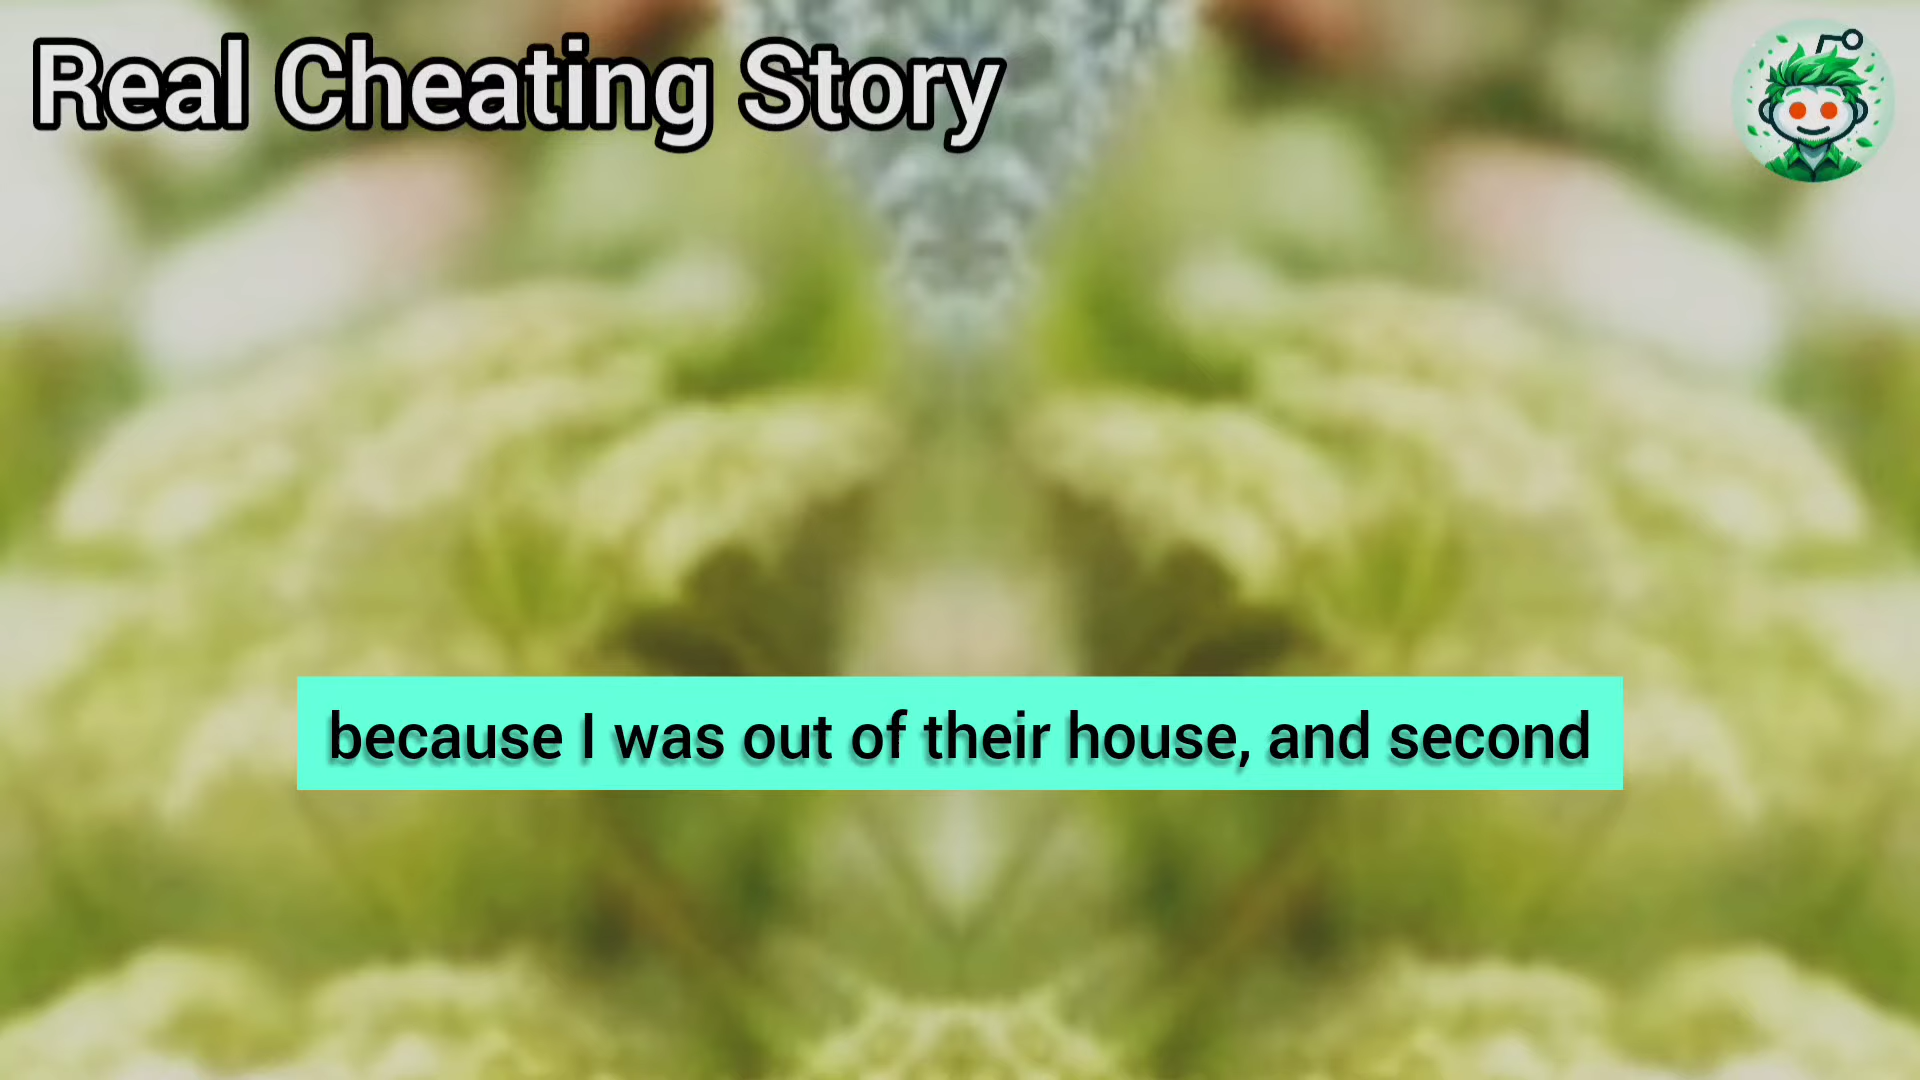 Real Cheating Story
because I was out of their house, and second